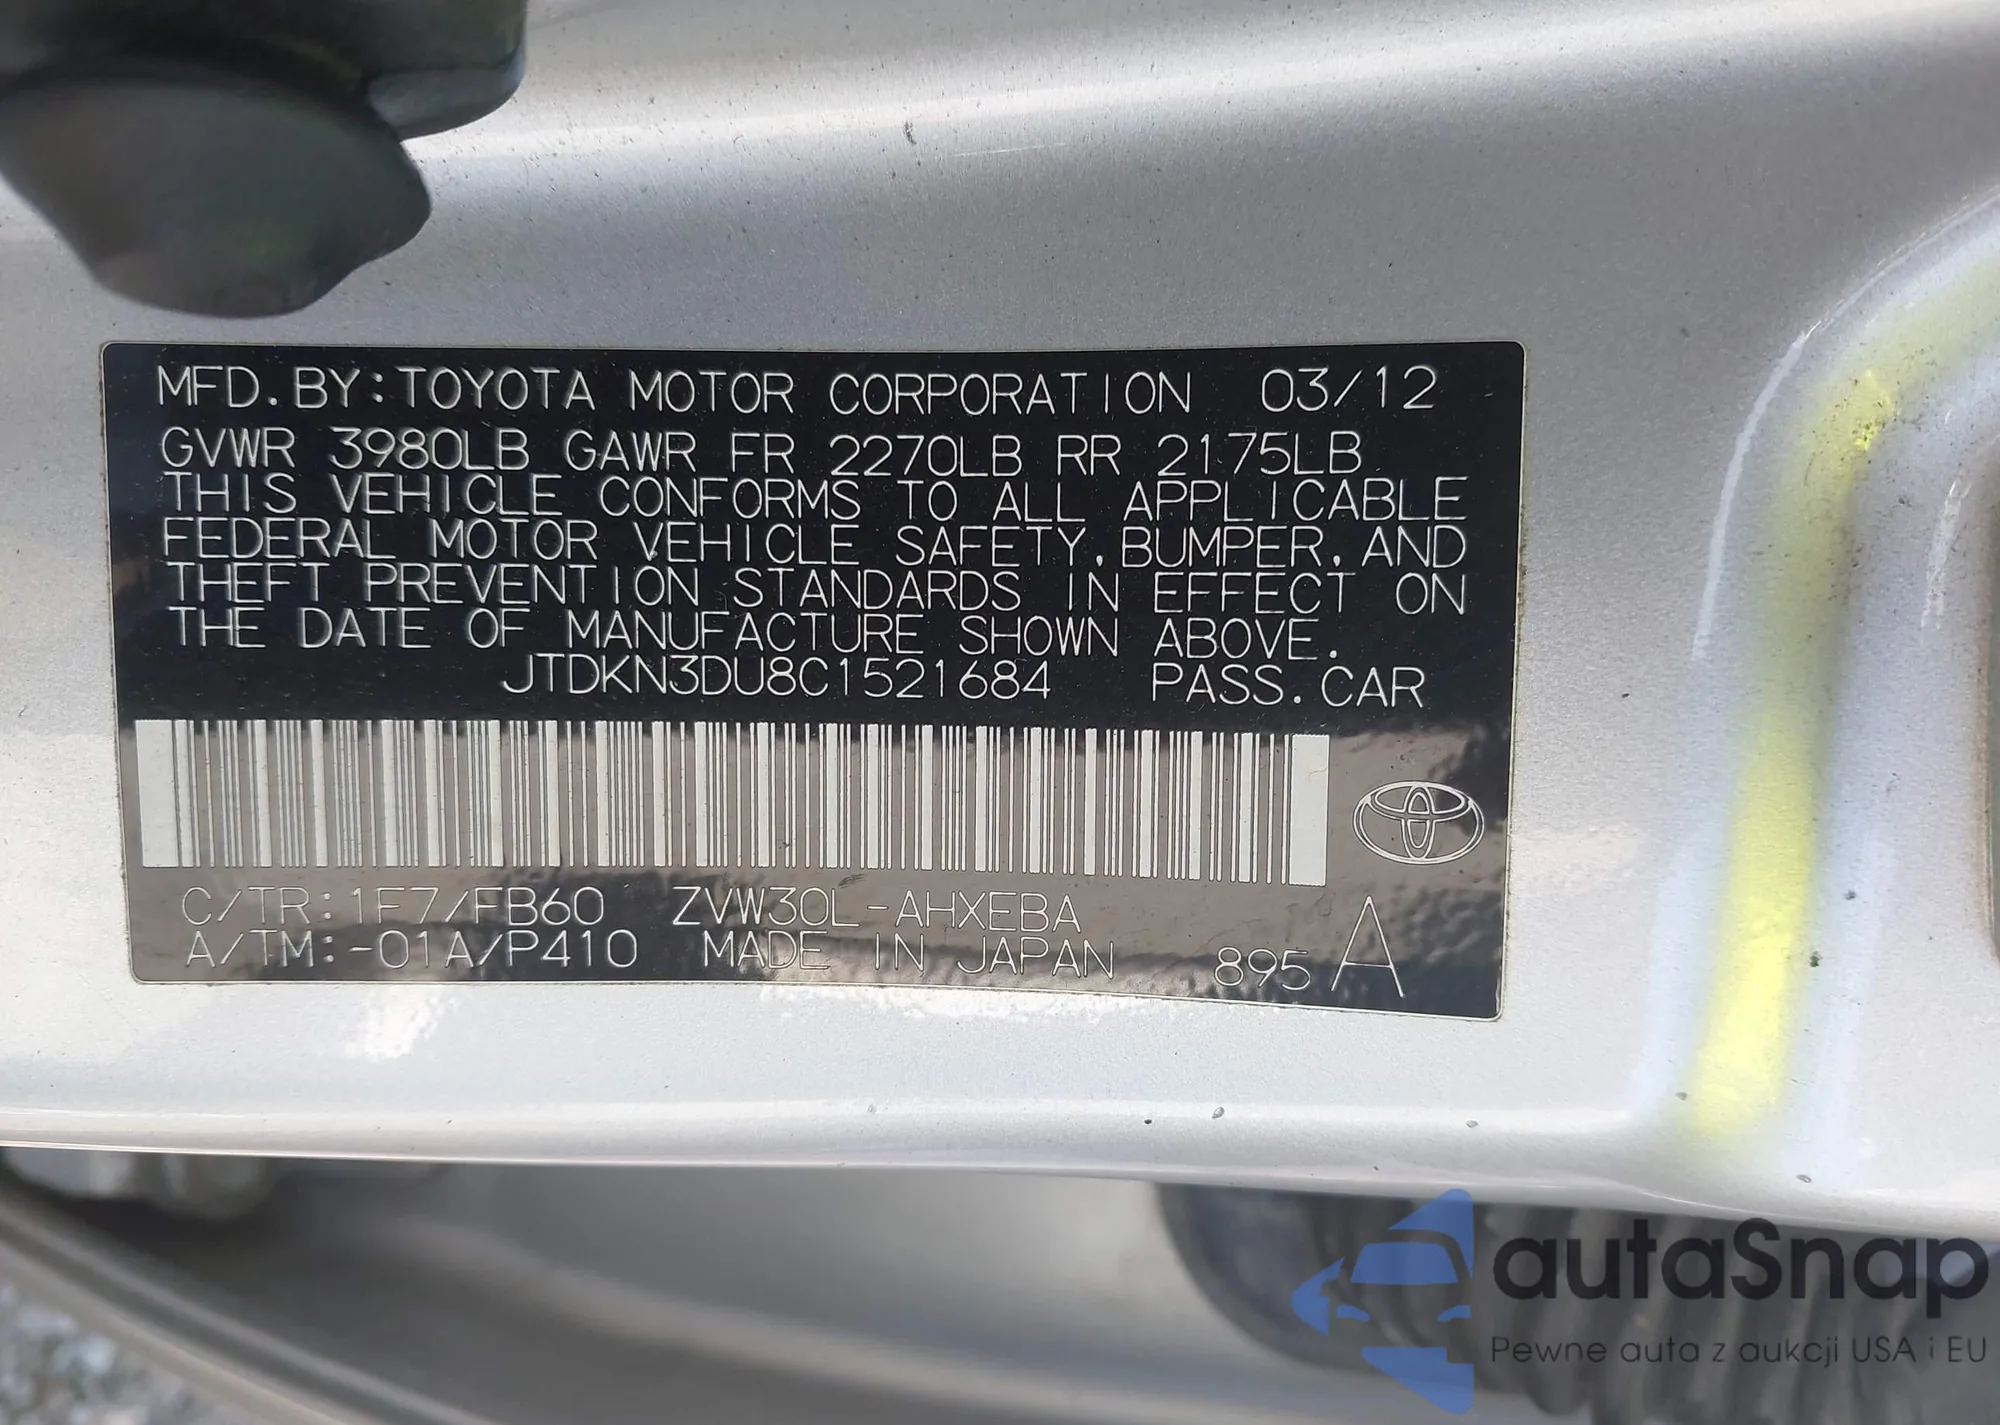 MFD.BY:TOYOTA MOTOR CORPORATION 03/12
GVWR 3980LB GAWR FR 2270LB RR 2175LB
THIS VEHICLE CONFORMS TO ALL APPLICABLE
FEDERAL MOTOR VEHICLE SAFETY,BUMPER,AND
THEFT PREVENTION STANDARDS IN EFFECT ON
THE DATE OF MANUFACTURE SHOWN ABOVE.
JTDKN3DU8C1521684 PASS.CAR
C/TR:1F7/FB60 ZVW30L-AHXEBA
A/TM:-01A/P410 MADE IN JAPAN 895 A
autaSnap
Pewne auta z aukcji USA i EU